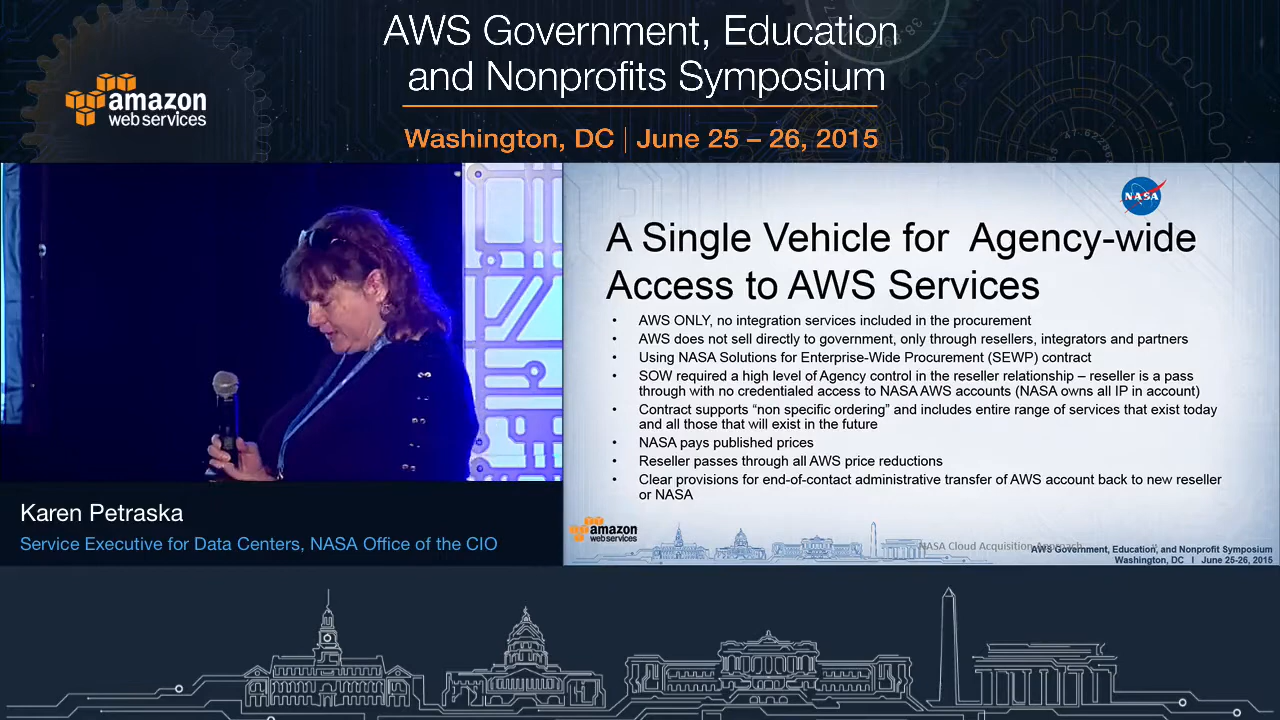 AWS Government, Education
and Nonprofits Symposium
amazon
web services
Washington, DC | June 25 – 26, 2015
NASA
A Single Vehicle for Agency-wide
Access to AWS Services
• AWS ONLY, no integration services included in the procurement
• AWS does not sell directly to government, only through resellers, integrators and partners
• Using NASA Solutions for Enterprise-Wide Procurement (SEWP) contract
• SOW required a high level of Agency control in the reseller relationship – reseller is a pass
through with no credentialed access to NASA AWS accounts (NASA owns all IP in account)
• Contract supports “non specific ordering” and includes entire range of services that exist today
and all those that will exist in the future
• NASA pays published prices
• Reseller passes through all AWS price reductions
• Clear provisions for end-of-contact administrative transfer of AWS account back to new reseller
or NASA
Karen Petraska
Service Executive for Data Centers, NASA Office of the CIO
amazon
web services
NASA Cloud Acquisition
AWS Government, Education, and Nonprofit Symposium
Washington, DC | June 25-26, 2015